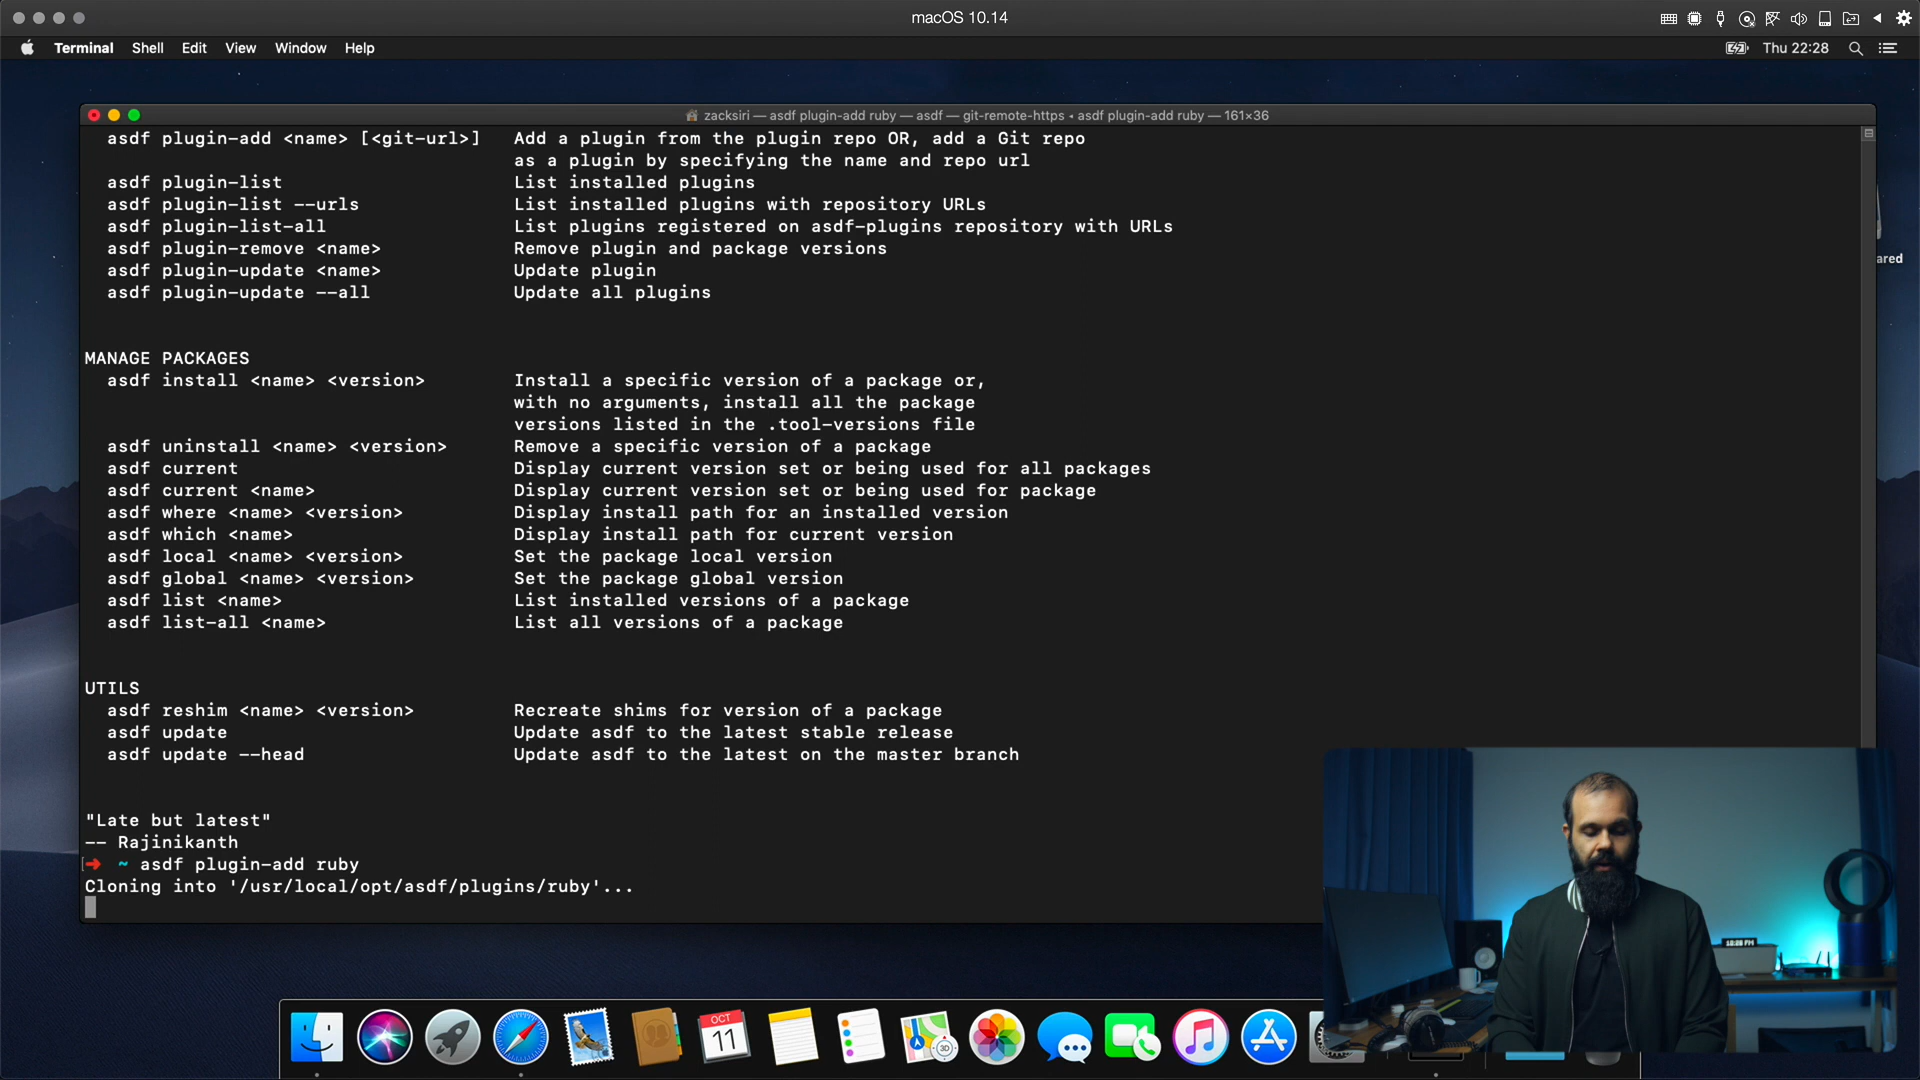 macOS 10.14
Terminal Shell Edit View Window Help
Thu 22:28
zacksiri — asdf plugin-add ruby — asdf — git-remote-https ◂ asdf plugin-add ruby — 161×36
asdf plugin-add <name> [<git-url>] Add a plugin from the plugin repo OR, add a Git repo
as a plugin by specifying the name and repo url
asdf plugin-list List installed plugins
asdf plugin-list --urls List installed plugins with repository URLs
asdf plugin-list-all List plugins registered on asdf-plugins repository with URLs
asdf plugin-remove <name> Remove plugin and package versions
asdf plugin-update <name> Update plugin
asdf plugin-update --all Update all plugins
ared
MANAGE PACKAGES
asdf install <name> <version> Install a specific version of a package or,
with no arguments, install all the package
versions listed in the .tool-versions file
asdf uninstall <name> <version> Remove a specific version of a package
asdf current Display current version set or being used for all packages
asdf current <name> Display current version set or being used for package
asdf where <name> <version> Display install path for an installed version
asdf which <name> Display install path for current version
asdf local <name> <version> Set the package local version
asdf global <name> <version> Set the package global version
asdf list <name> List installed versions of a package
asdf list-all <name> List all versions of a package
UTILS
asdf reshim <name> <version> Recreate shims for version of a package
asdf update Update asdf to the latest stable release
asdf update --head Update asdf to the latest on the master branch
"Late but latest"
-- Rajinikanth
[➜ ~ asdf plugin-add ruby
Cloning into '/usr/local/opt/asdf/plugins/ruby'...
OCT
11
3D